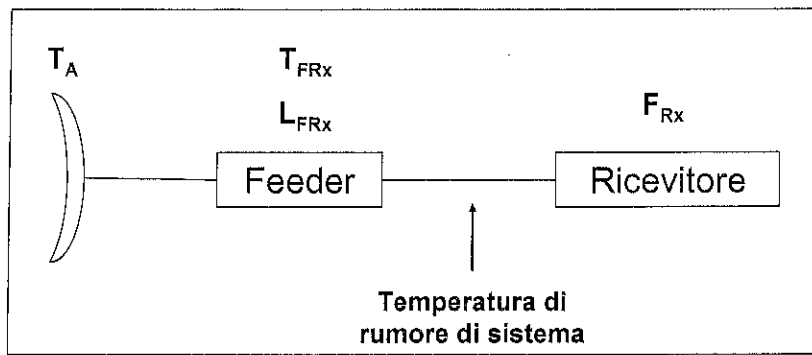 T_A
T_FRx
L_FRx
F_Rx
Feeder
Ricevitore
Temperatura di
rumore di sistema